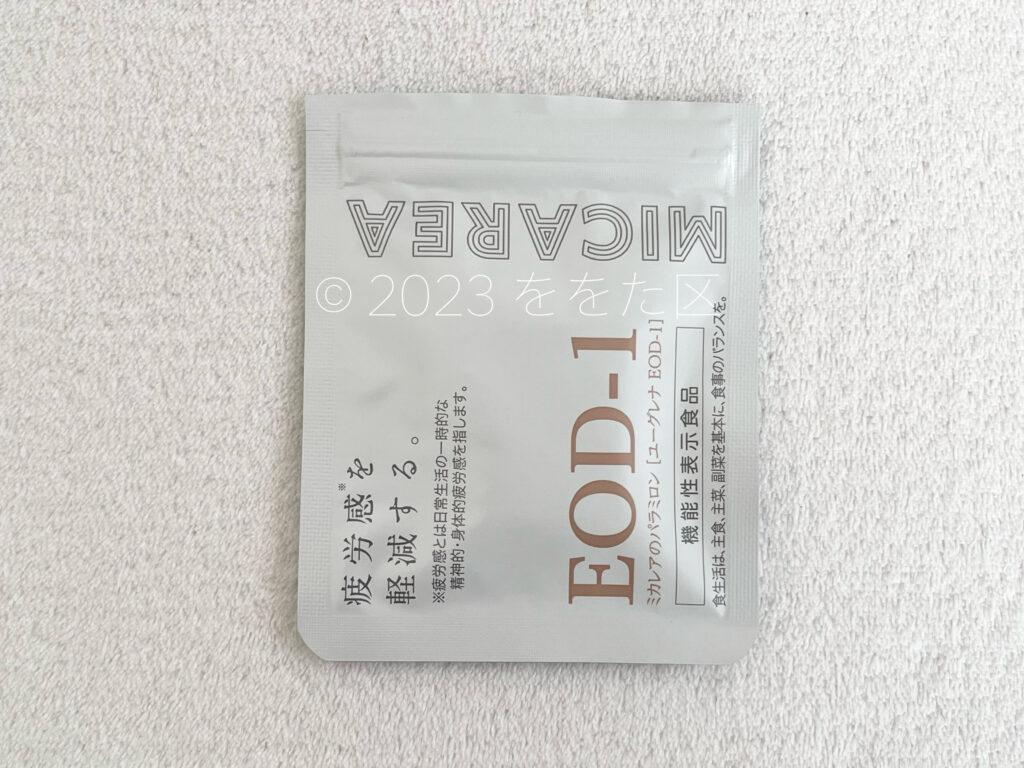 MICAREA
疲労感※を
軽減する。
※疲労感とは日常生活の一時的な
精神的・身体的疲労感を指します。
EOD-1
ミカレアのパラミロン [ユーグレナ EOD-1]
機能性表示食品
食生活は、主食、主菜、副菜を基本に、食事のバランスを。
© 2023 ををた区